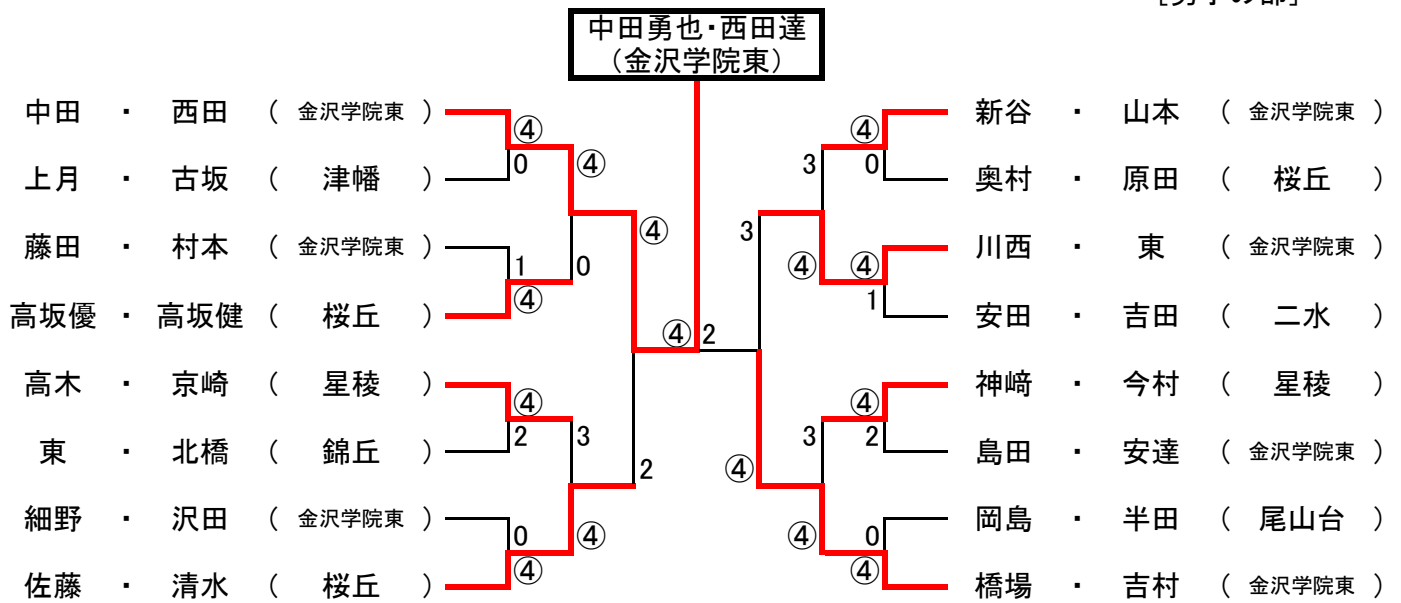 [男子の部]
中田勇也・西田達
（金沢学院東）
中田 ・ 西田 （ 金沢学院東 ）
上月 ・ 古坂 （ 津幡 ）
藤田 ・ 村本 （ 金沢学院東 ）
高坂優 ・ 高坂健 （ 桜丘 ）
高木 ・ 京崎 （ 星稜 ）
東 ・ 北橋 （ 錦丘 ）
細野 ・ 沢田 （ 金沢学院東 ）
佐藤 ・ 清水 （ 桜丘 ）
④
0
1
④
④
2
0
④
④
0
3
④
④
2
④ 2
3
④
3
④
3
④
④
0
④
1
④
2
0
④
新谷 ・ 山本 （ 金沢学院東 ）
奥村 ・ 原田 （ 桜丘 ）
川西 ・ 東 （ 金沢学院東 ）
安田 ・ 吉田 （ 二水 ）
神﨑 ・ 今村 （ 星稜 ）
島田 ・ 安達 （ 金沢学院東 ）
岡島 ・ 半田 （ 尾山台 ）
橋場 ・ 吉村 （ 金沢学院東 ）